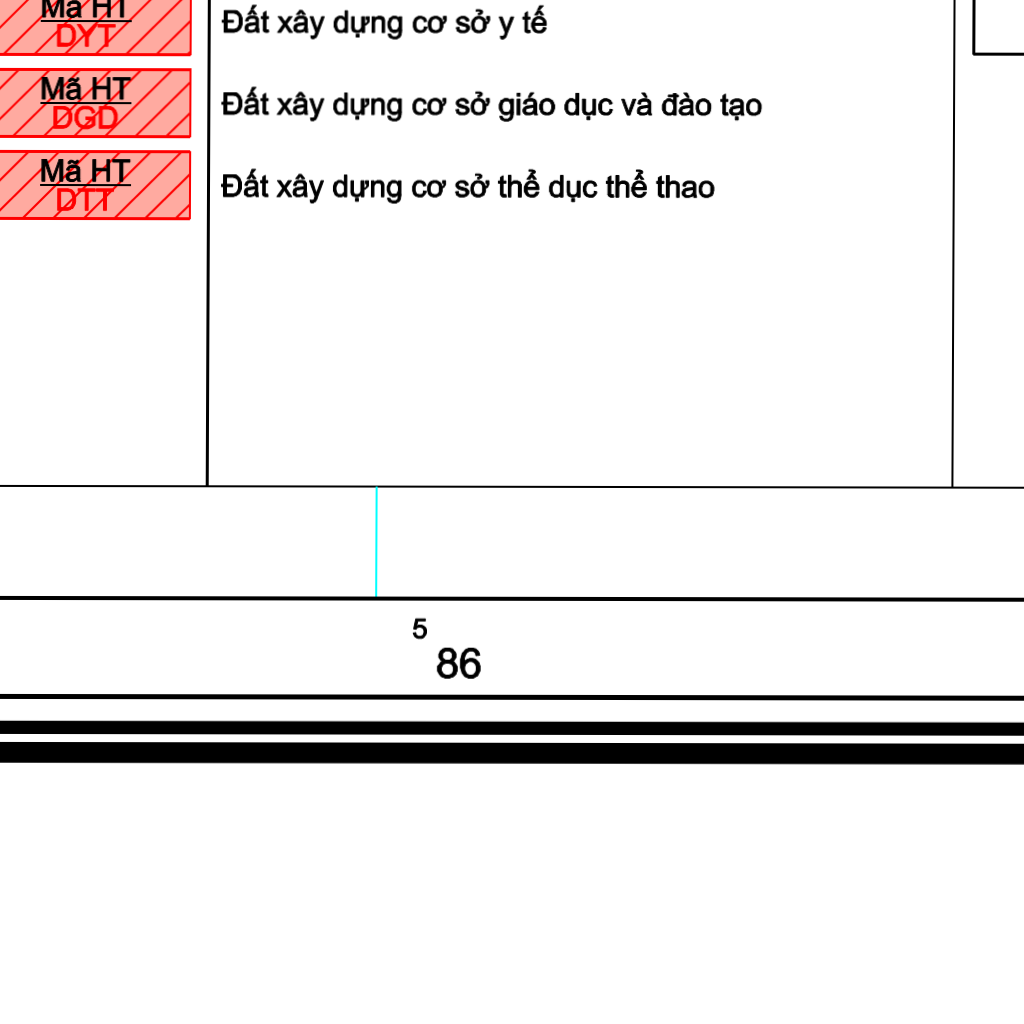 Mã HT
DYT
Đất xây dựng cơ sở y tế
Mã HT
DGD
Đất xây dựng cơ sở giáo dục và đào tạo
Mã HT
DTT
Đất xây dựng cơ sở thể dục thể thao
5
86